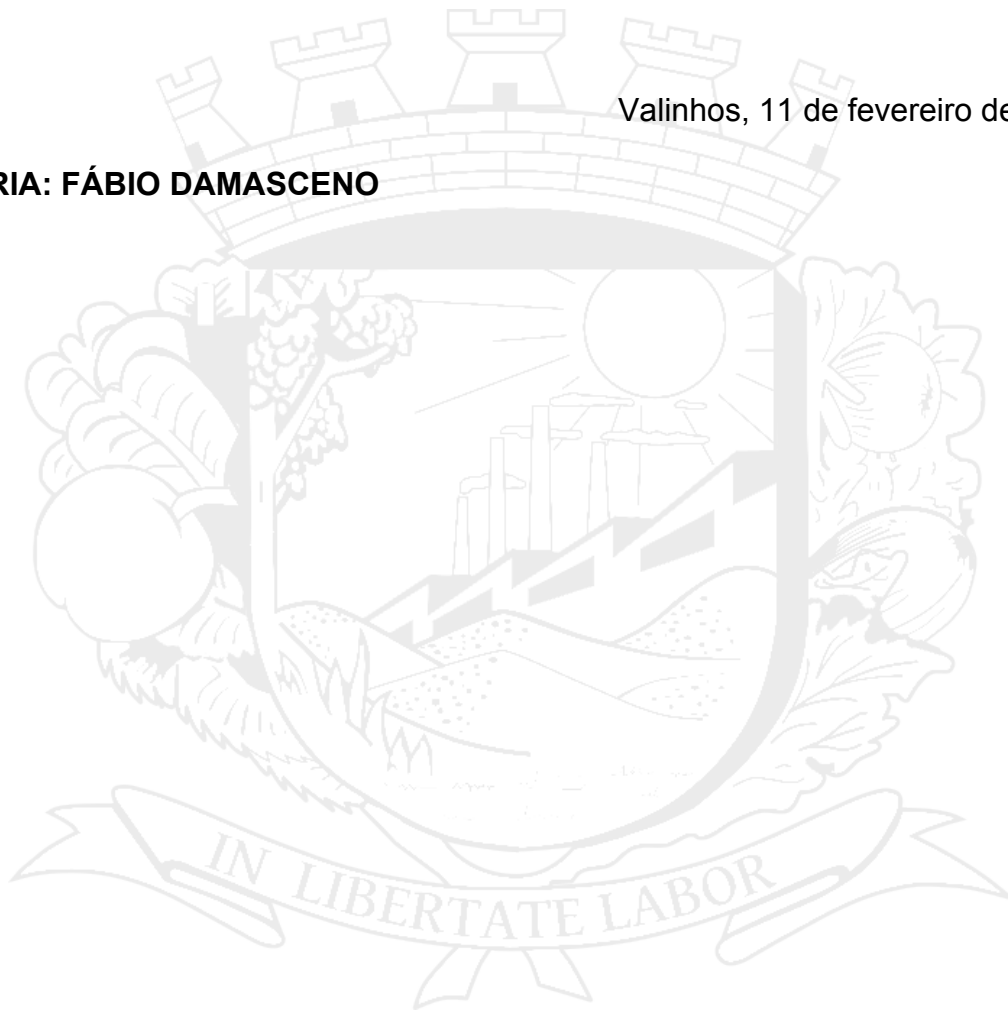 Valinhos, 11 de fevereiro de
RIA: FÁBIO DAMASCENO
IN LIBERTATE LABOR